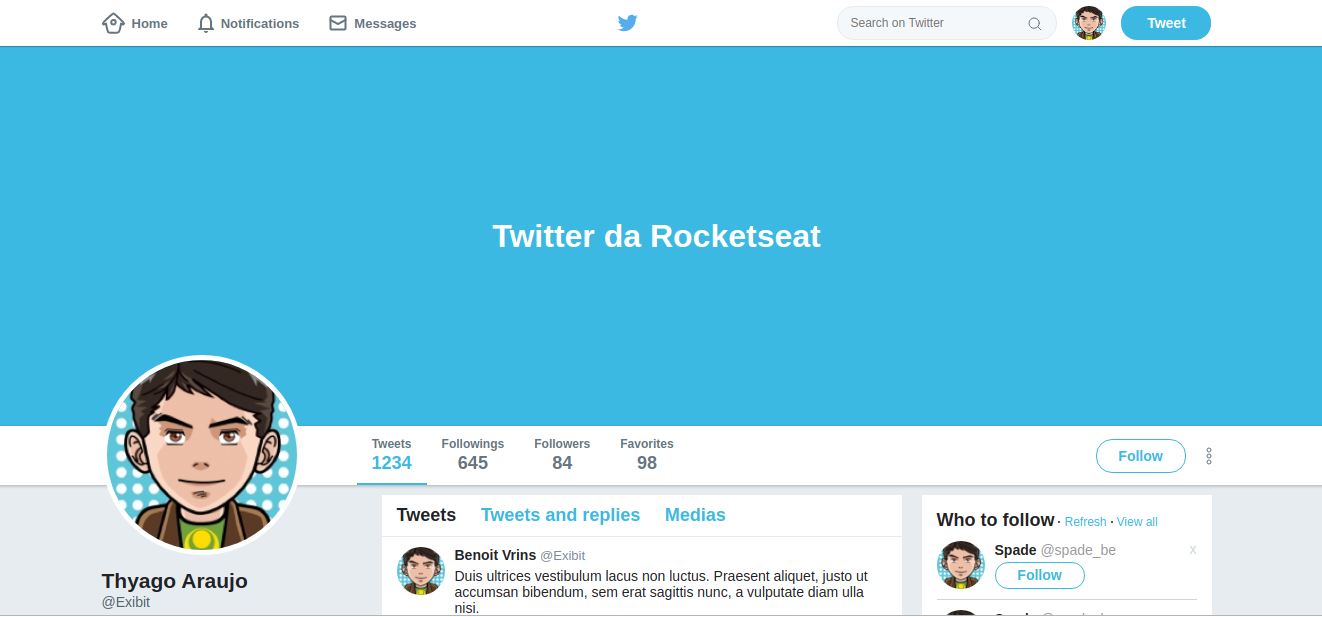 Home Notifications Messages Search on Twitter Tweet
Twitter da Rocketseat
Tweets Followings Followers Favorites
1234 645 84 98
Follow
Thyago Araujo
@Exibit
Tweets Tweets and replies Medias
Benoit Vrins @Exibit
Duis ultrices vestibulum lacus non luctus. Praesent aliquet, justo ut
accumsan bibendum, sem erat sagittis nunc, a vulputate diam ulla
nisi.
Who to follow · Refresh · View all
Spade @spade_be x
Follow